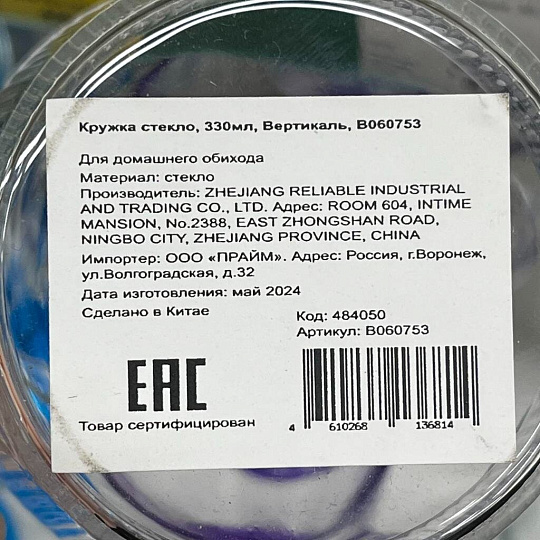 Кружка стекло, 330мл, Вертикаль, B060753
Для домашнего обихода
Материал: стекло
Производитель: ZHEJIANG RELIABLE INDUSTRIAL
AND TRADING CO., LTD. Адрес: ROOM 604, INTIME
MANSION, No.2388, EAST ZHONGSHAN ROAD,
NINGBO CITY, ZHEJIANG PROVINCE, CHINA
Импортер: ООО «ПРАЙМ». Адрес: Россия, г.Воронеж,
ул.Волгоградская, д.32
Дата изготовления: май 2024
Сделано в Китае
Код: 484050
Артикул: B060753
EAC
Товар сертифицирован
4 610268 136814